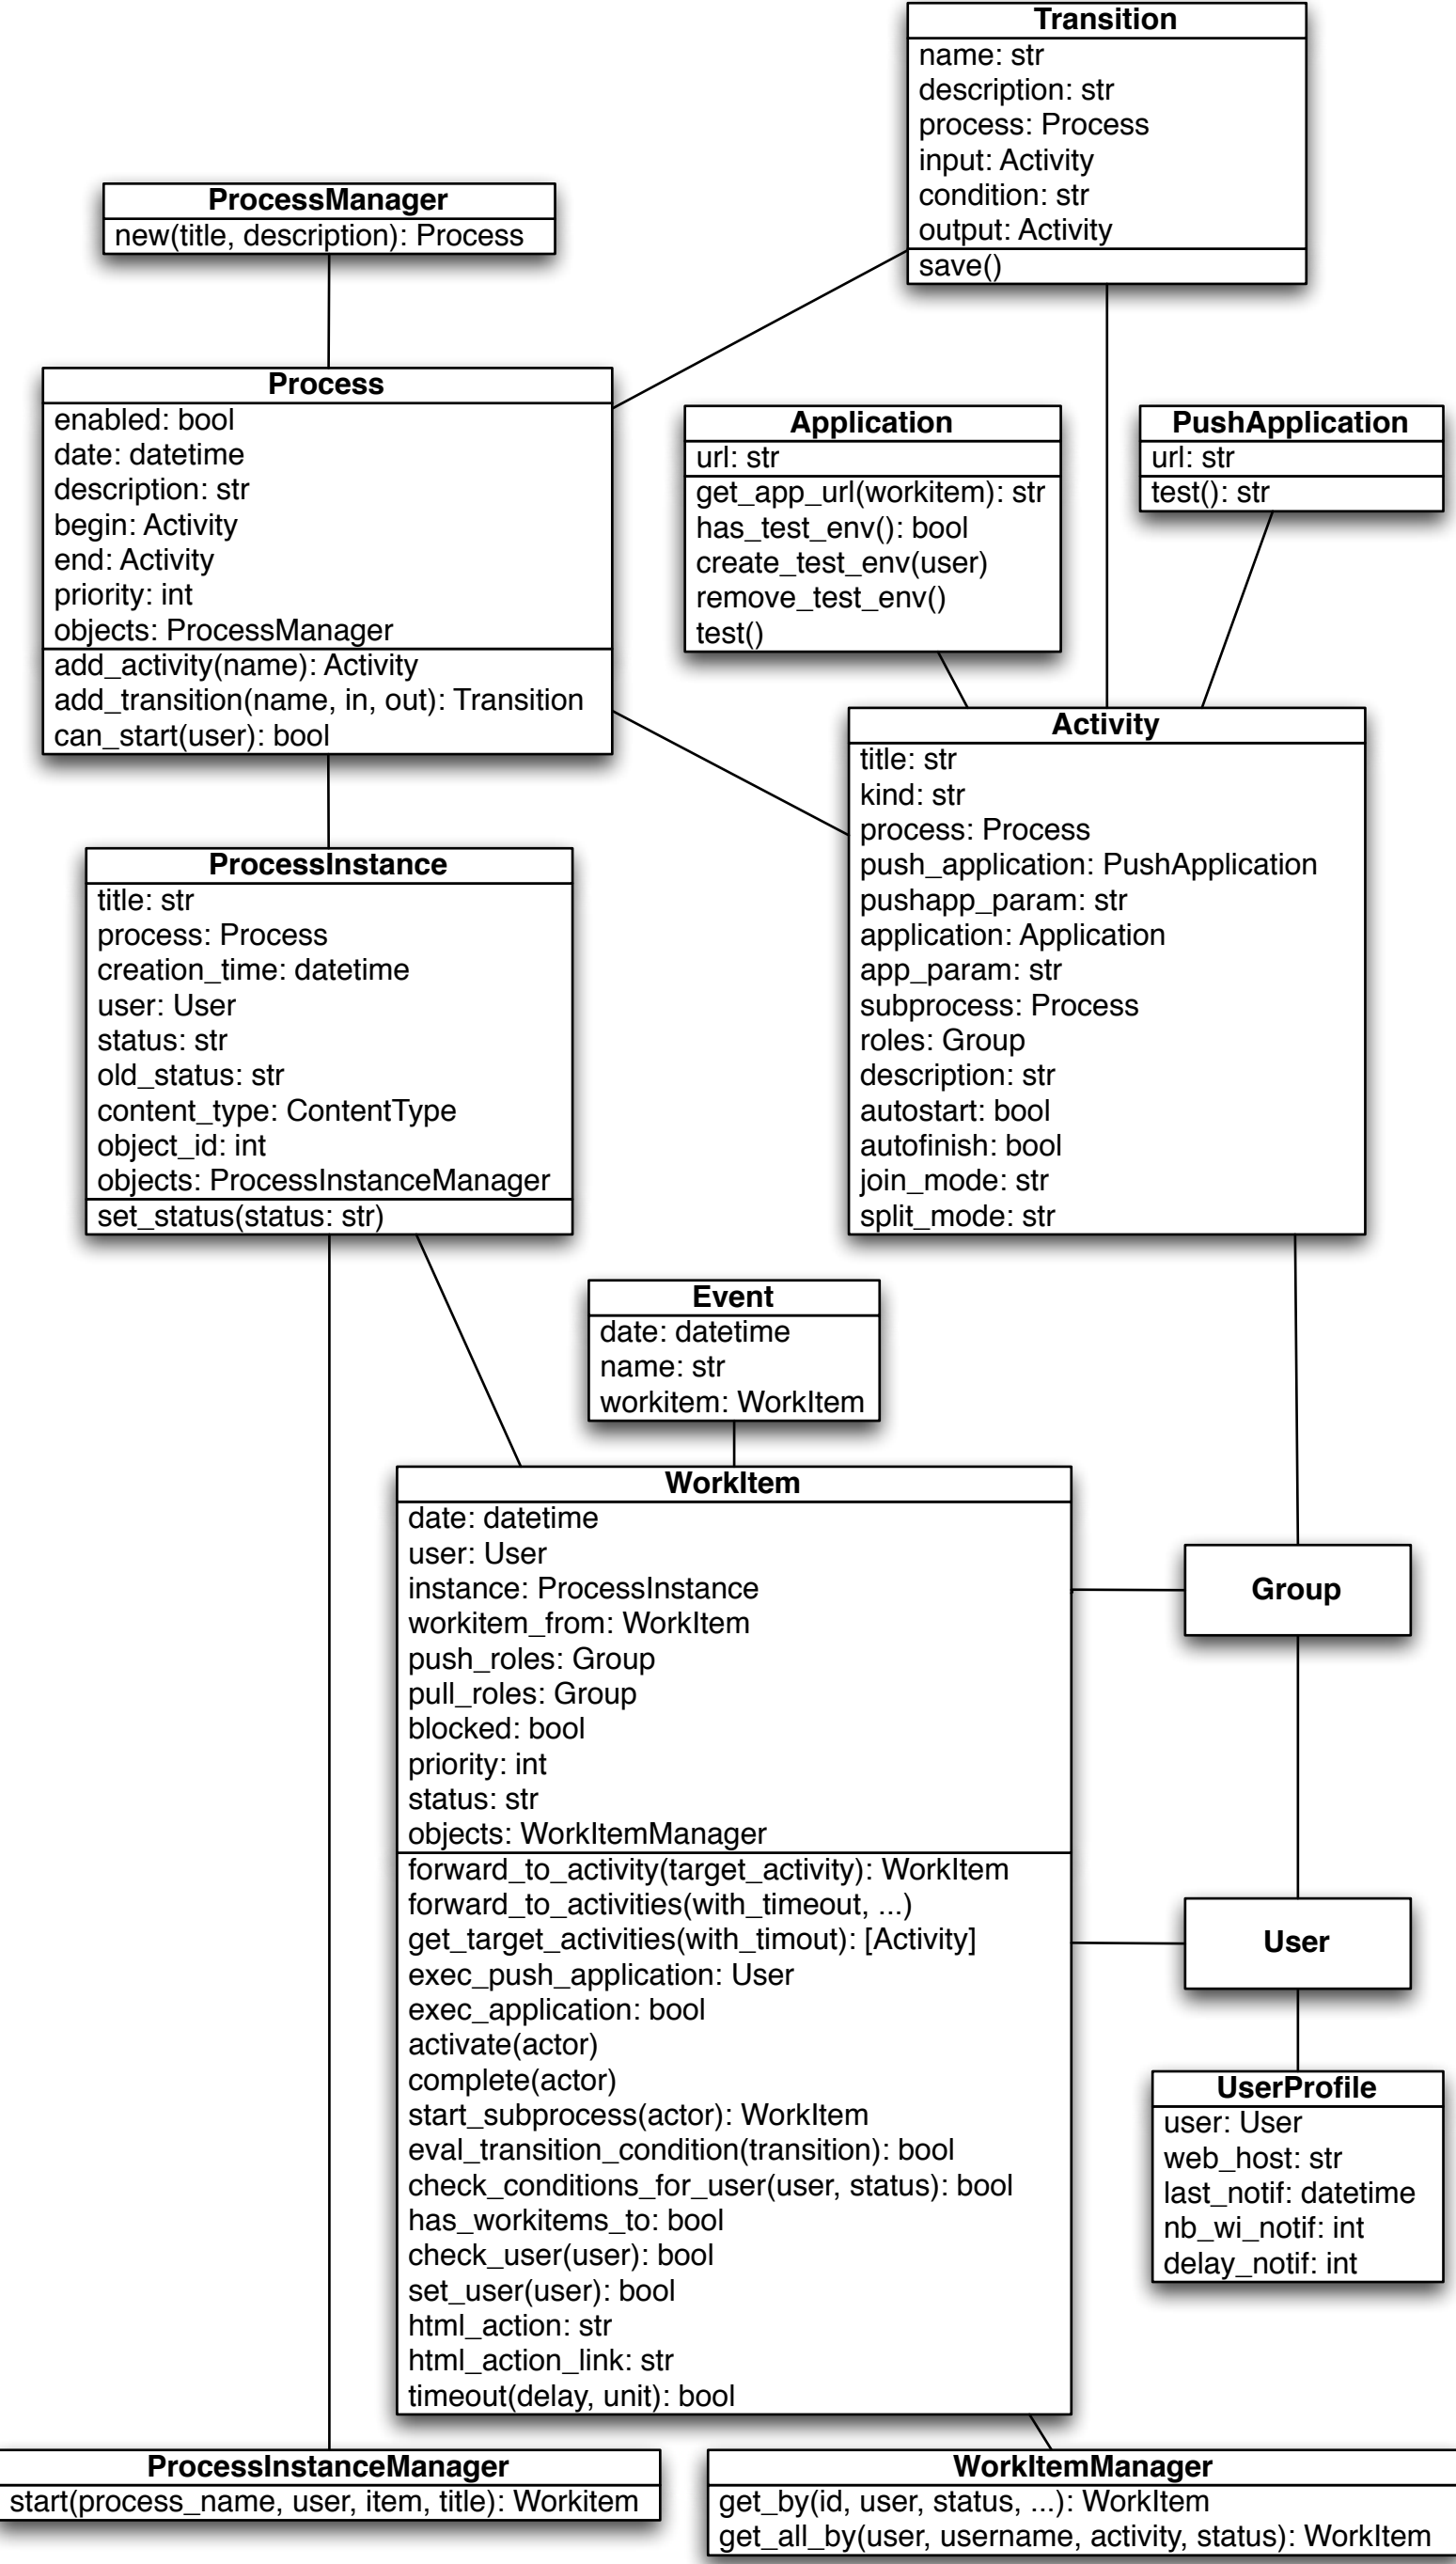 Transition
name: str
description: str
process: Process
input: Activity
condition: str
output: Activity
save()
ProcessManager
new(title, description): Process
Process
enabled: bool
date: datetime
description: str
begin: Activity
end: Activity
priority: int
objects: ProcessManager
add_activity(name): Activity
add_transition(name, in, out): Transition
can_start(user): bool
Application
url: str
get_app_url(workitem): str
has_test_env(): bool
create_test_env(user)
remove_test_env()
test()
PushApplication
url: str
test(): str
Activity
title: str
kind: str
process: Process
push_application: PushApplication
pushapp_param: str
application: Application
app_param: str
subprocess: Process
roles: Group
description: str
autostart: bool
autofinish: bool
join_mode: str
split_mode: str
ProcessInstance
title: str
process: Process
creation_time: datetime
user: User
status: str
old_status: str
content_type: ContentType
object_id: int
objects: ProcessInstanceManager
set_status(status: str)
Event
date: datetime
name: str
workitem: WorkItem
WorkItem
date: datetime
user: User
instance: ProcessInstance
workitem_from: WorkItem
push_roles: Group
pull_roles: Group
blocked: bool
priority: int
status: str
objects: WorkItemManager
forward_to_activity(target_activity): WorkItem
forward_to_activities(with_timeout, ...)
get_target_activities(with_timout): [Activity]
exec_push_application: User
exec_application: bool
activate(actor)
complete(actor)
start_subprocess(actor): WorkItem
eval_transition_condition(transition): bool
check_conditions_for_user(user, status): bool
has_workitems_to: bool
check_user(user): bool
set_user(user): bool
html_action: str
html_action_link: str
timeout(delay, unit): bool
Group
User
UserProfile
user: User
web_host: str
last_notif: datetime
nb_wi_notif: int
delay_notif: int
ProcessInstanceManager
start(process_name, user, item, title): Workitem
WorkItemManager
get_by(id, user, status, ...): WorkItem
get_all_by(user, username, activity, status): WorkItem